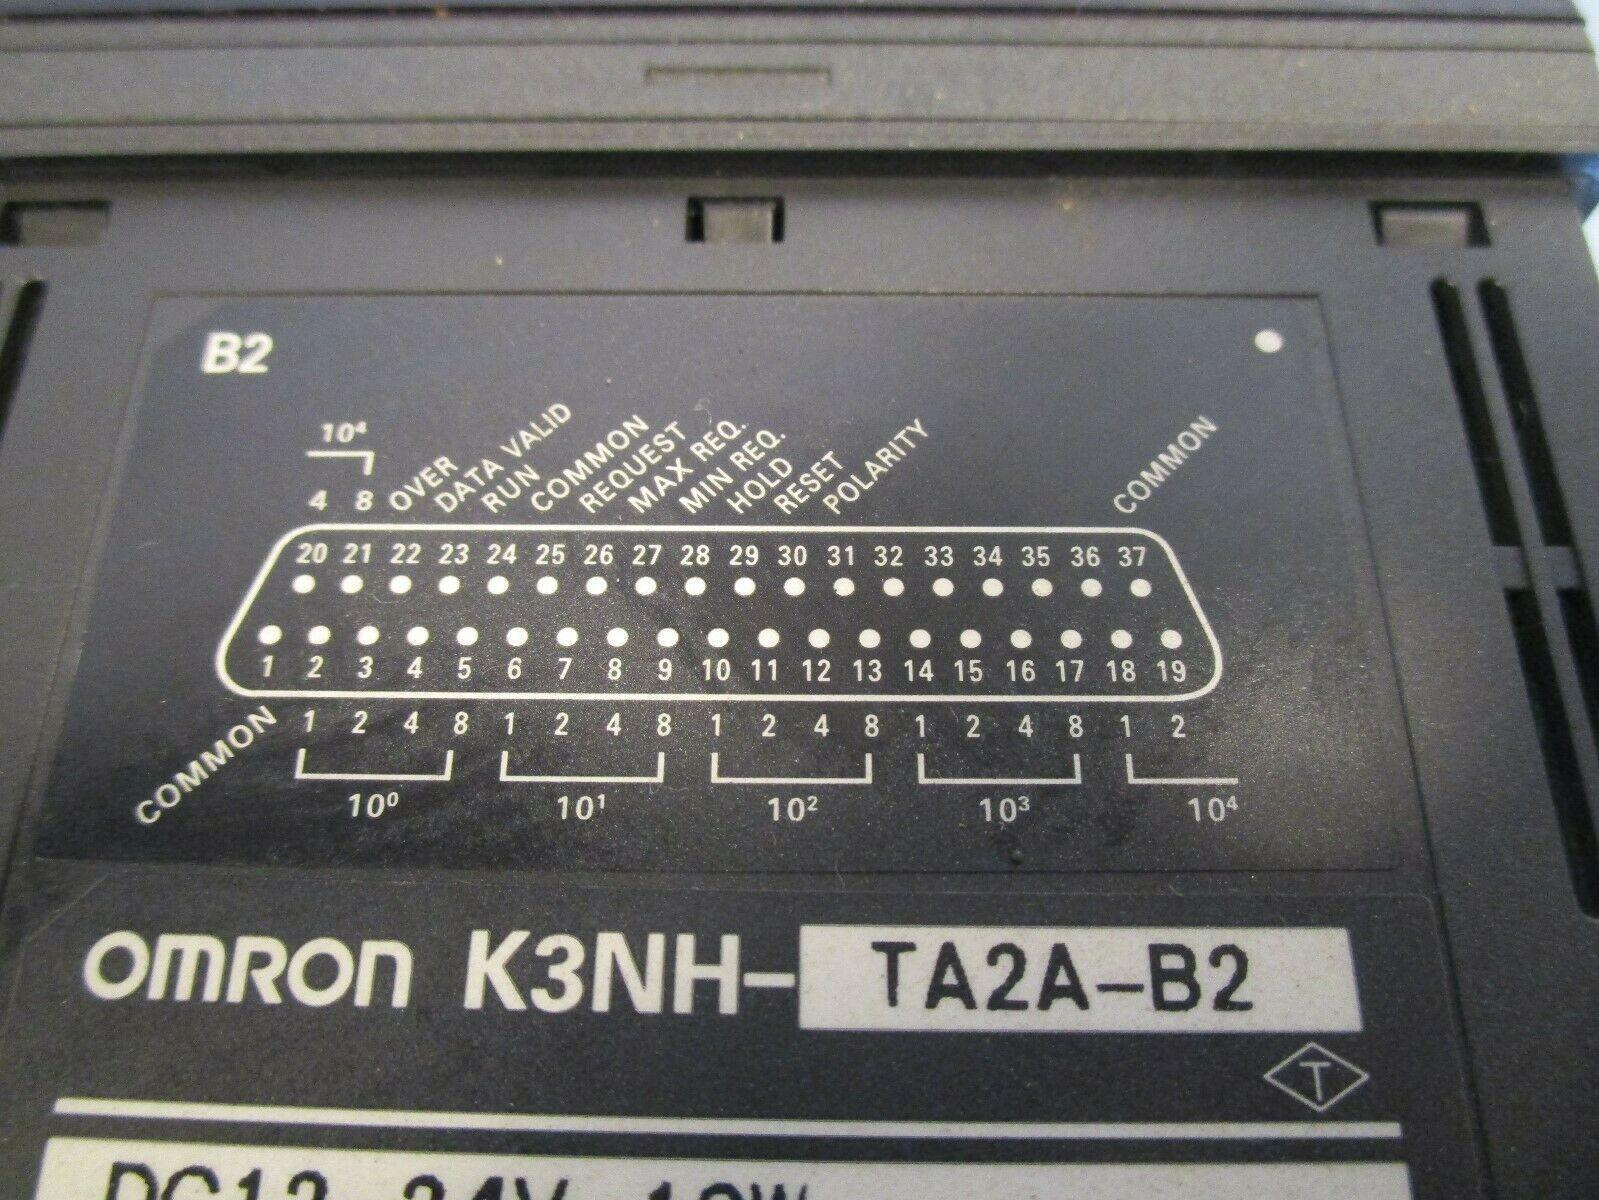 B2
10⁴
4 8 OVER DATA VALID RUN COMMON REQUEST MAX REQ. MIN REQ. HOLD RESET POLARITY COMMON
20 21 22 23 24 25 26 27 28 29 30 31 32 33 34 35 36 37
1 2 3 4 5 6 7 8 9 10 11 12 13 14 15 16 17 18 19
COMMON 1 2 4 8 1 2 4 8 1 2 4 8 1 2 4 8 1 2
10⁰ 10¹ 10² 10³ 10⁴
OMRON K3NH-TA2A-B2
T
DC12 24V